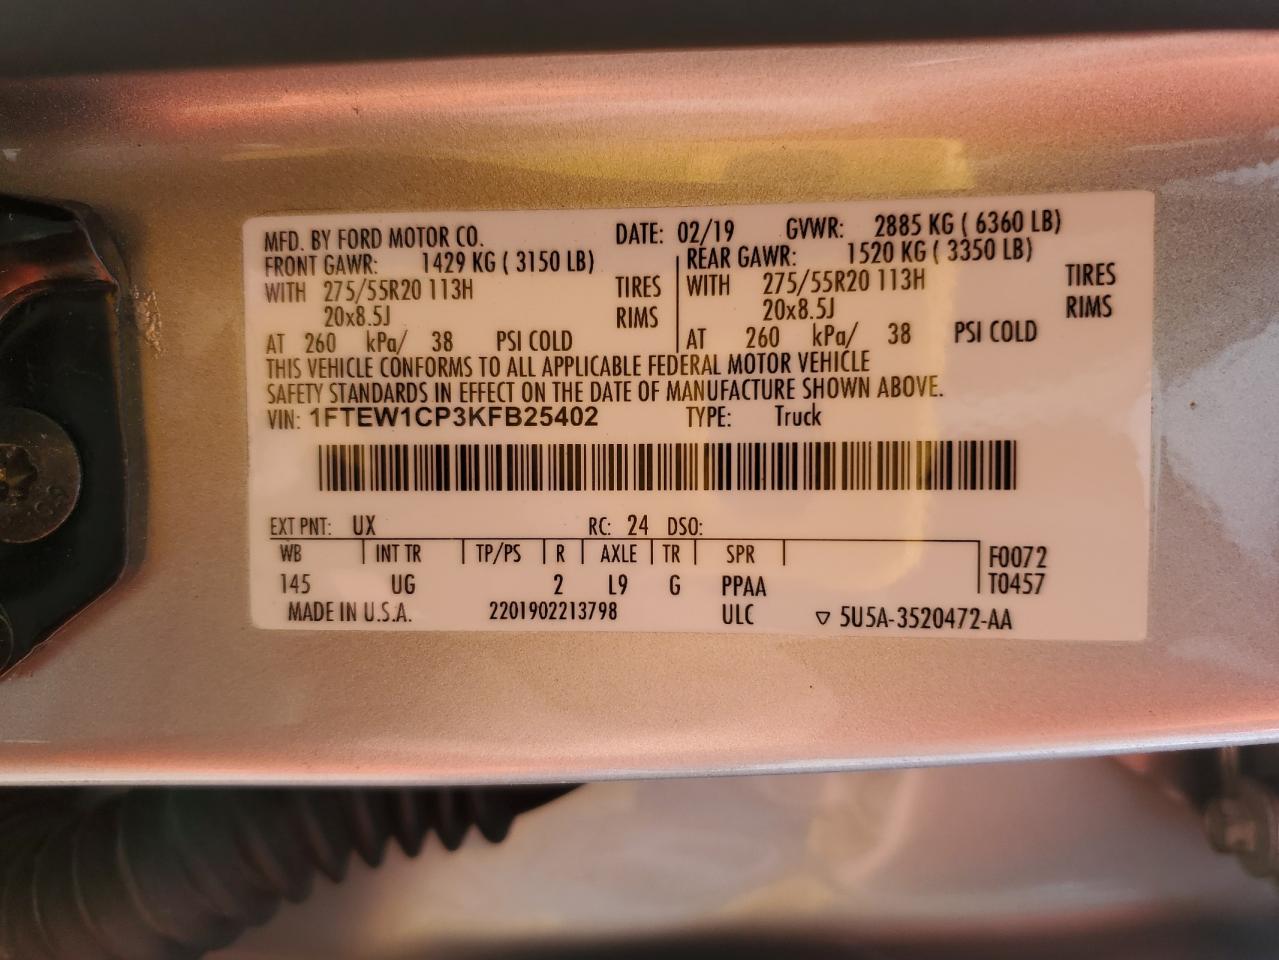 MFD. BY FORD MOTOR CO. DATE: 02/19 GVWR: 2885 KG ( 6360 LB)
FRONT GAWR: 1429 KG ( 3150 LB) REAR GAWR: 1520 KG ( 3350 LB)
WITH 275/55R20 113H TIRES WITH 275/55R20 113H TIRES
20x8.5J RIMS 20x8.5J RIMS
AT 260 kPa/ 38 PSI COLD AT 260 kPa/ 38 PSI COLD
THIS VEHICLE CONFORMS TO ALL APPLICABLE FEDERAL MOTOR VEHICLE
SAFETY STANDARDS IN EFFECT ON THE DATE OF MANUFACTURE SHOWN ABOVE.
VIN: 1FTEW1CP3KFB25402 TYPE: Truck
EXT PNT: UX RC: 24 DSO:
WB INT TR TP/PS R AXLE TR SPR F0072
145 UG 2 L9 G PPAA T0457
MADE IN U.S.A. 2201902213798 ULC ▽ 5U5A-3520472-AA